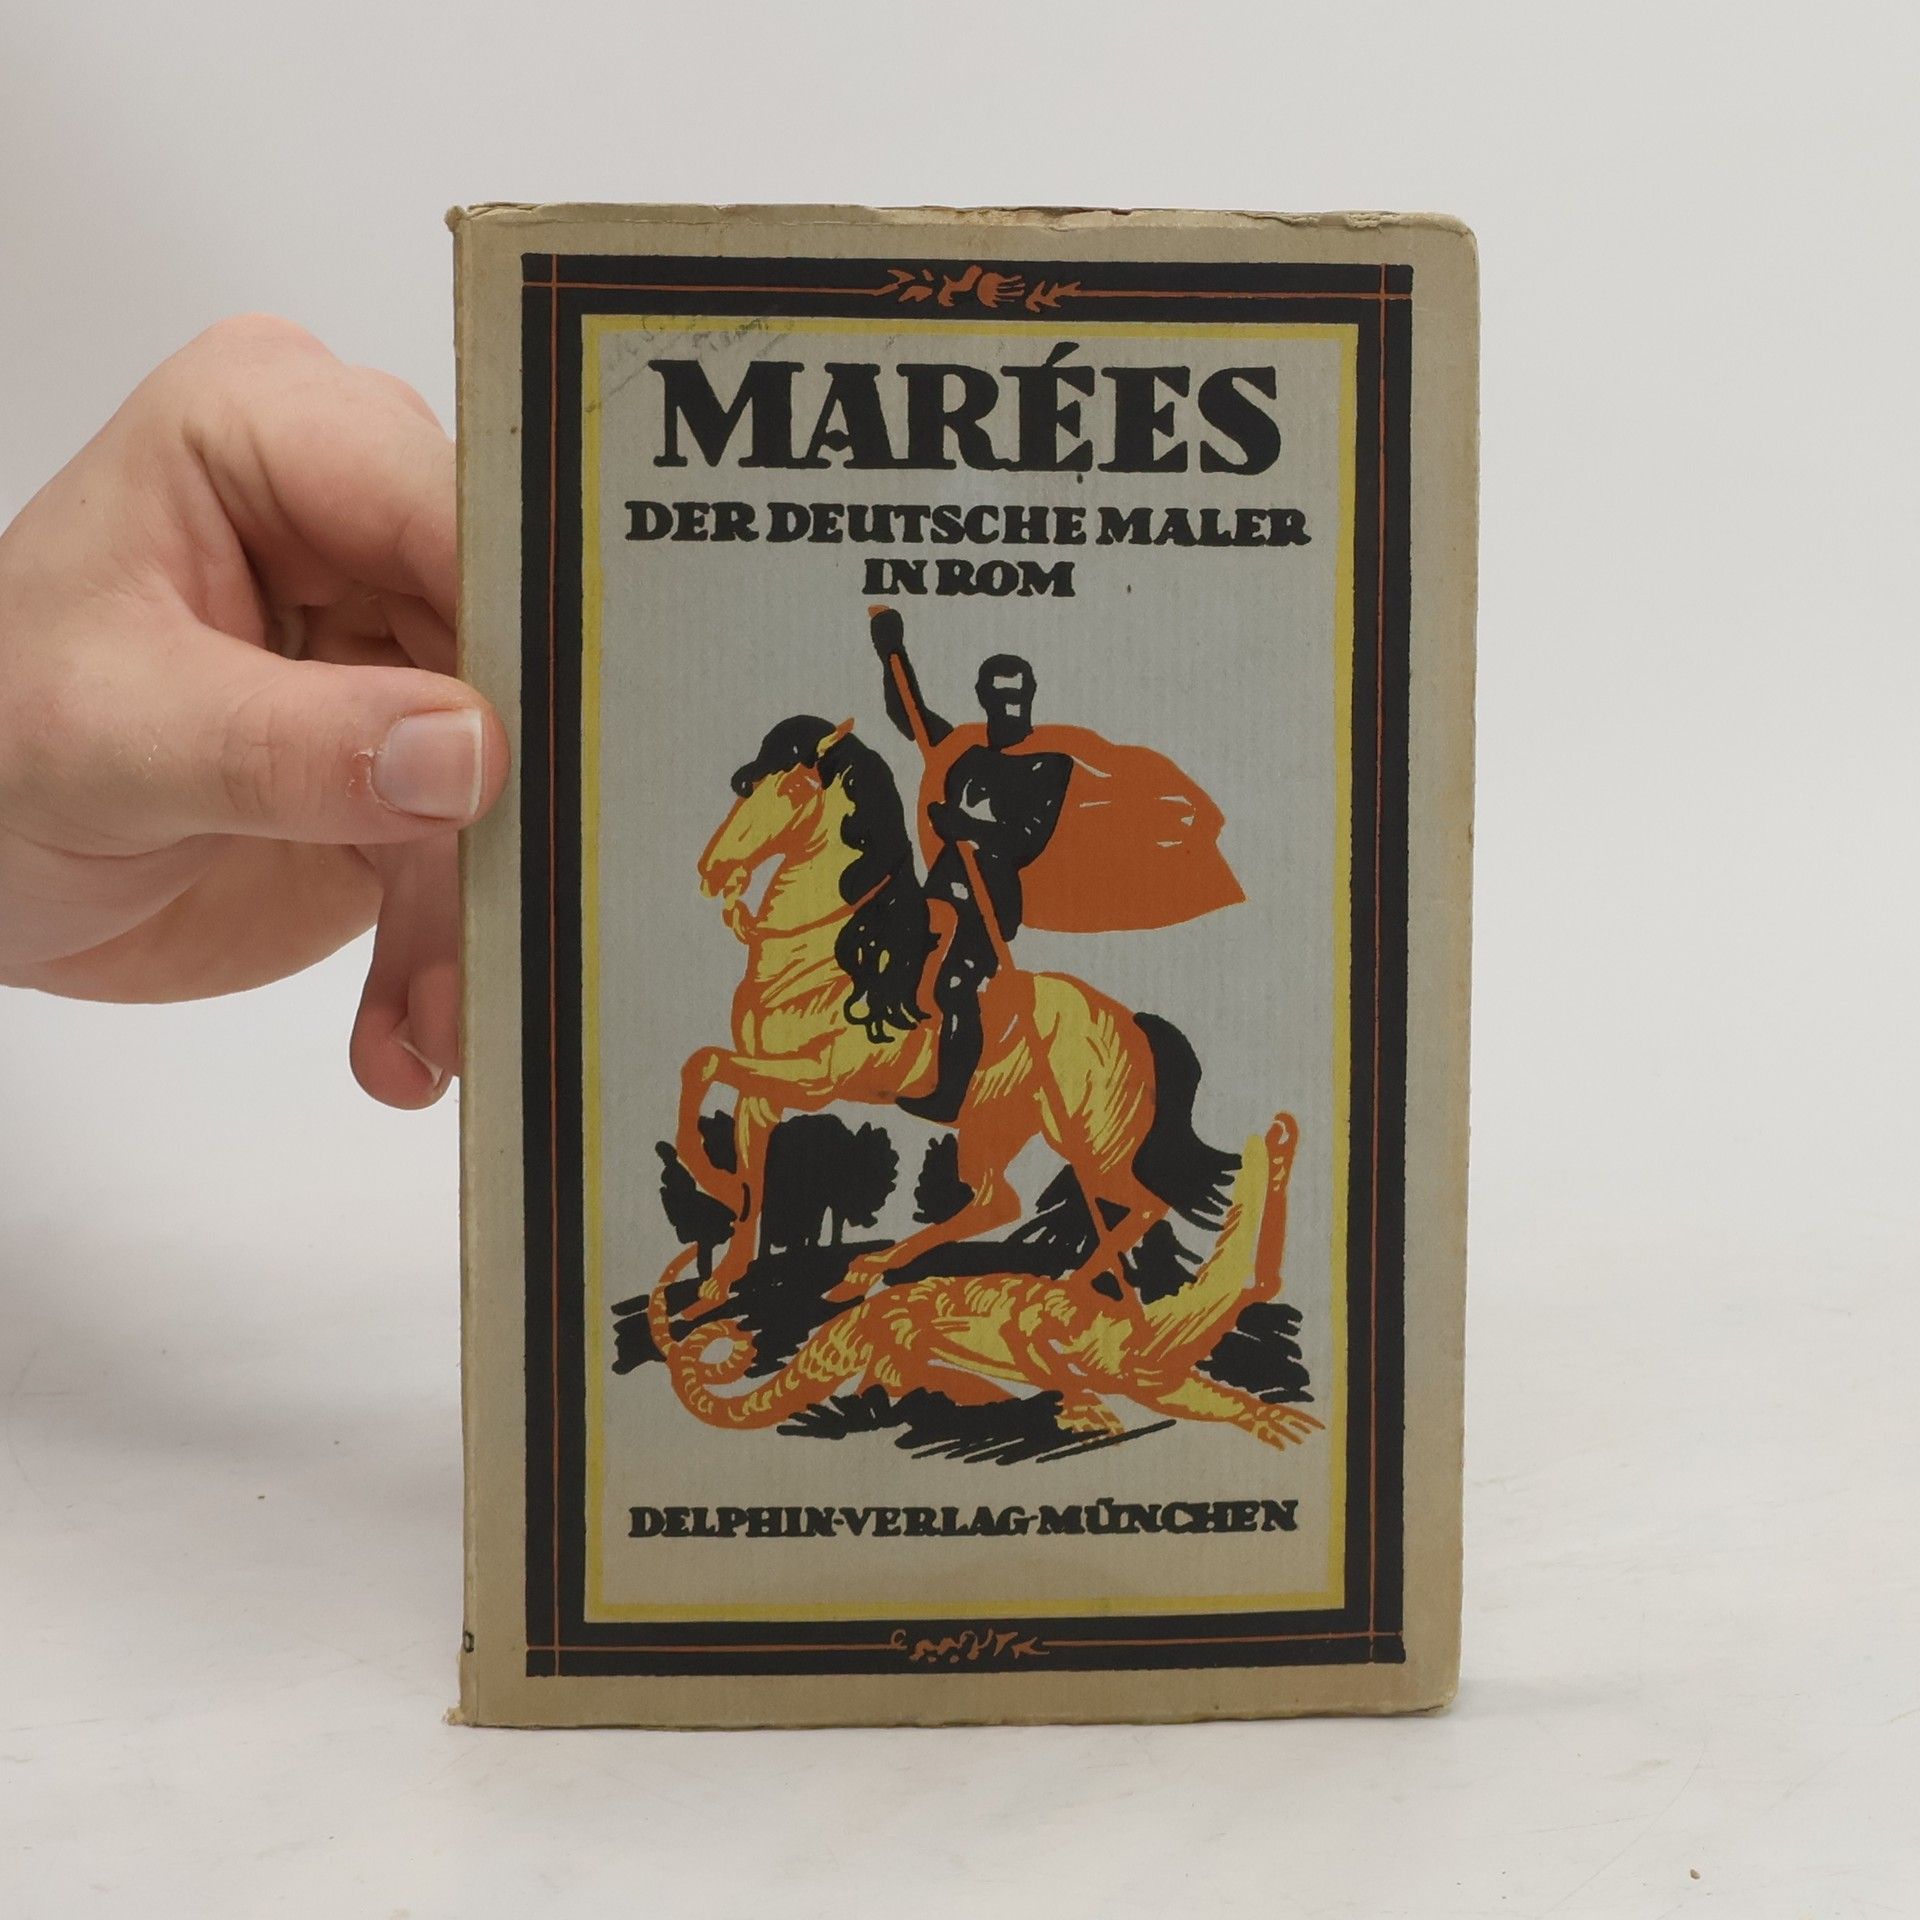 MARÉES
DER DEUTSCHE MALER
IN ROM
DELPHIN-VERLAG-MÜNCHEN